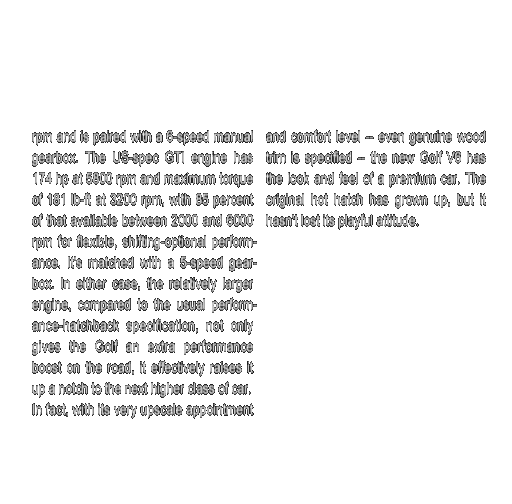 rpm and is paired with a 6-speed manual
gearbox. The US-spec GTI engine has
174 hp at 5800 rpm and maximum torque
of 181 lb-ft at 3200 rpm, with 95 percent
of that available between 2000 and 6000
rpm for flexible, shifting-optional perform-
ance. It's matched with a 5-speed gear-
box. In either case, the relatively larger
engine, compared to the usual perform-
ance-hatchback specification, not only
gives the Golf an extra performance
boost on the road, it effectively raises it
up a notch to the next higher class of car.
In fact, with its very upscale appointment
and comfort level – even genuine wood
trim is specified – the new Golf V6 has
the look and feel of a premium car. The
original hot hatch has grown up, but it
hasn't lost its playful attitude.